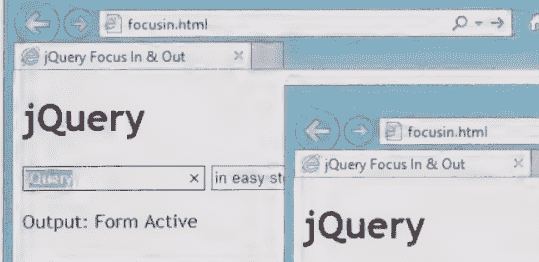 focusin.html
jQuery Focus In & Out
jQuery
jQuery
in easy st
Output: Form Active
focusin.html
jQuery Focus In & Out
jQuery